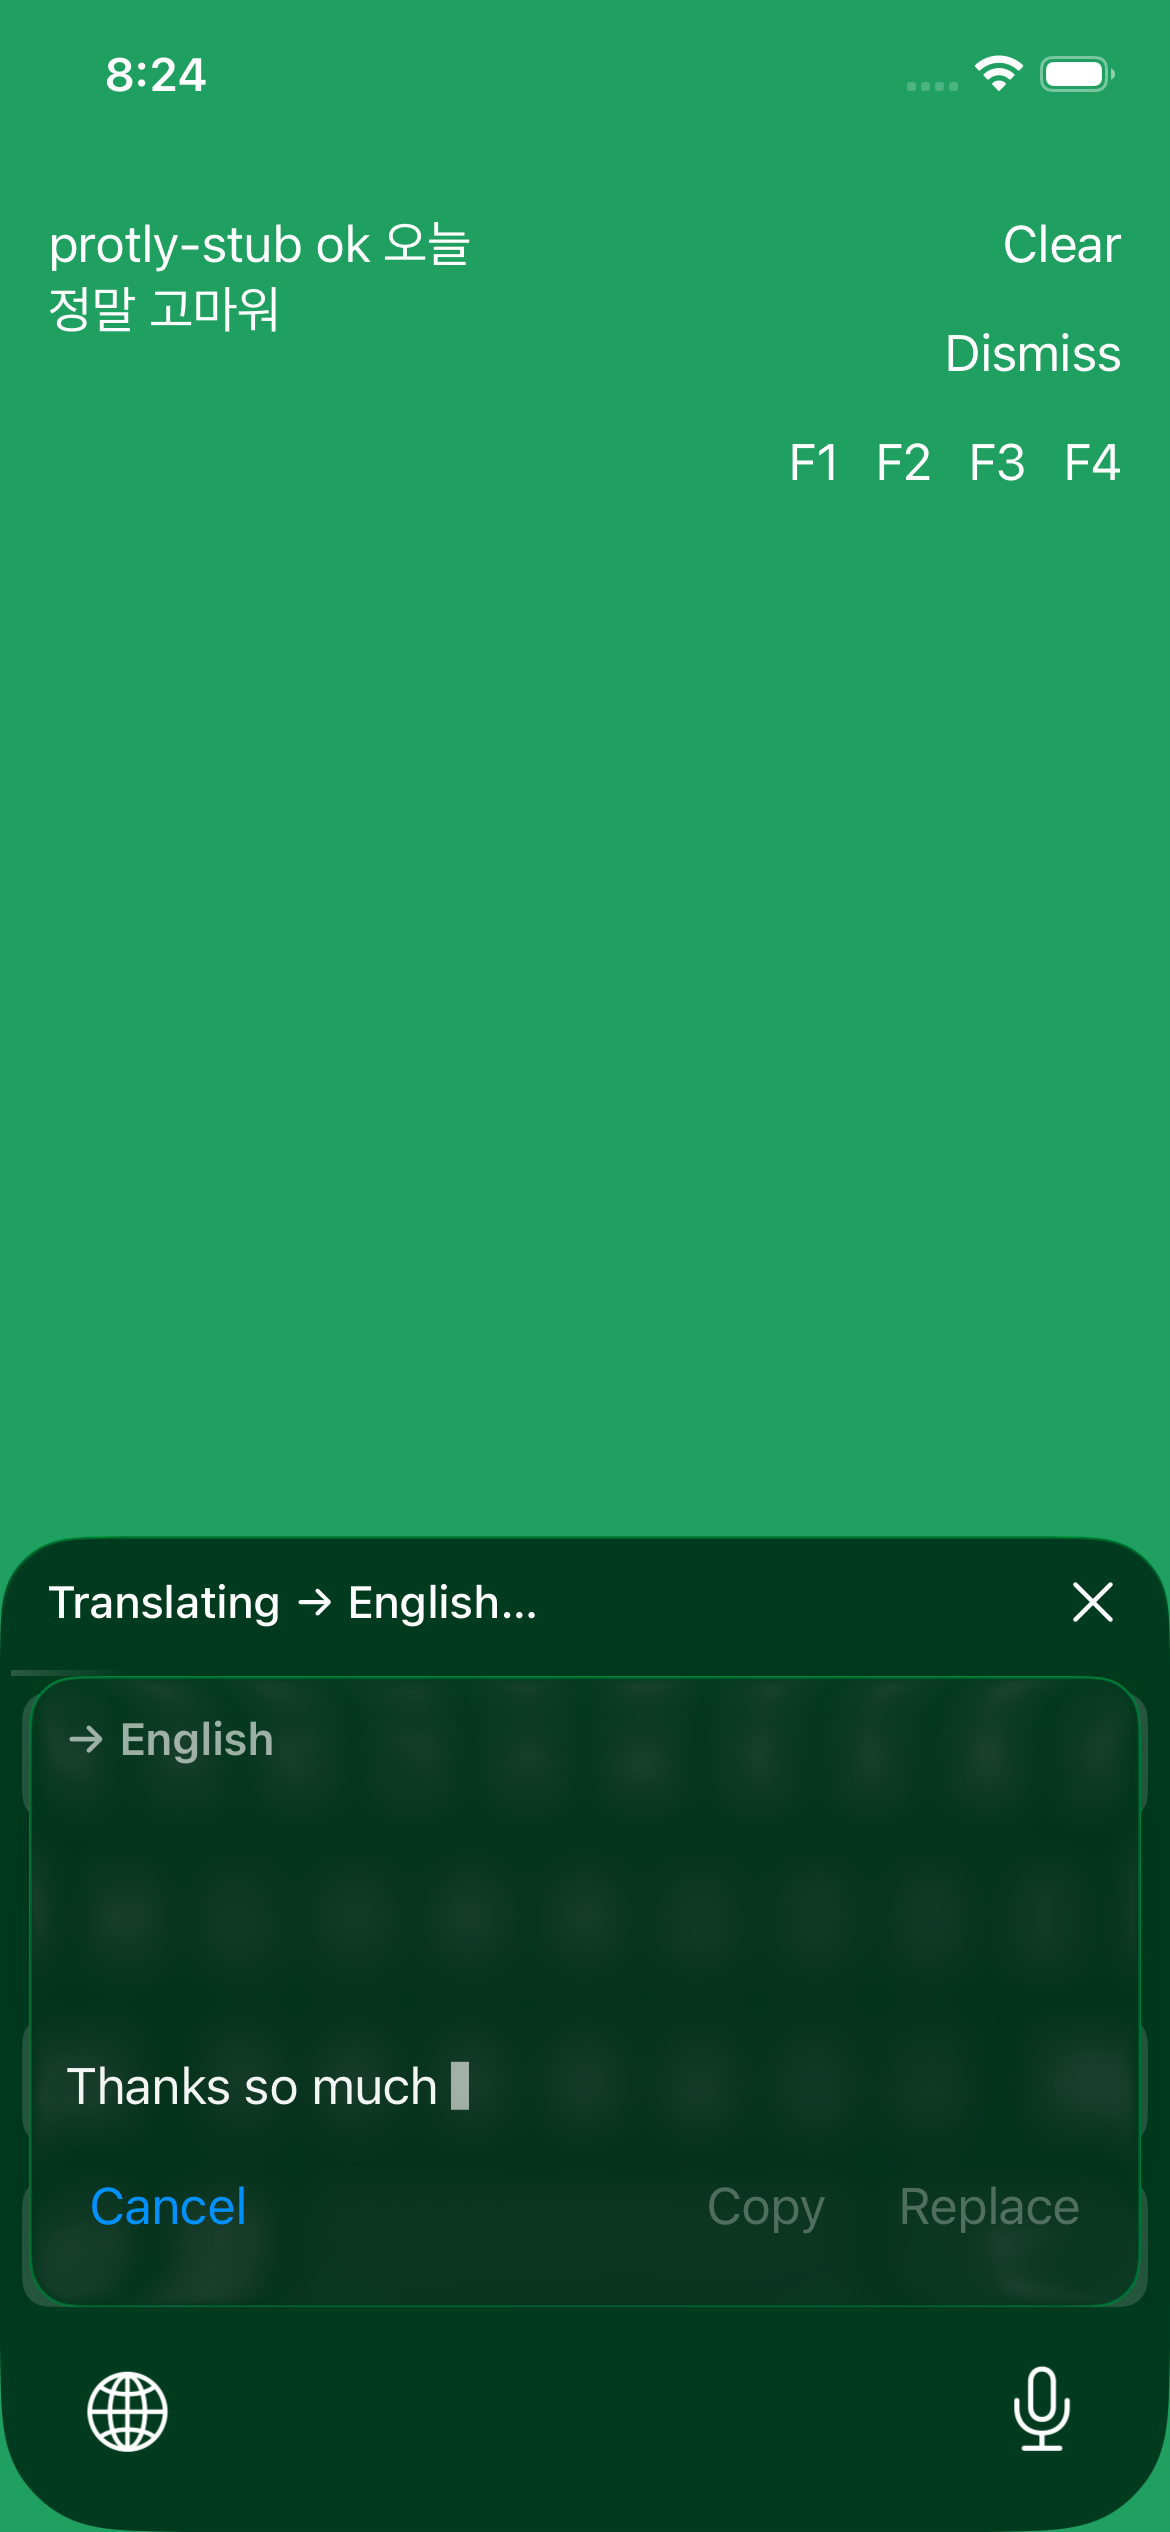 8:24
protly-stub ok 오늘
정말 고마워
Clear
Dismiss
F1 F2 F3 F4
Translating → English...
→ English
Thanks so much
Cancel Copy Replace